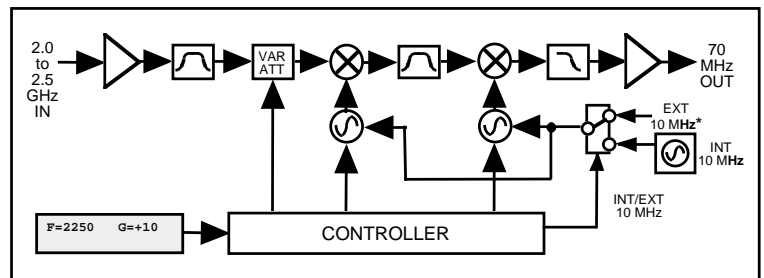 2.0
to
2.5
GHz
IN
VAR
ATT
70
MHz
OUT
EXT
10 MHz*
INT
10 MHz
INT/EXT
10 MHz
F=2250 G=+10
CONTROLLER